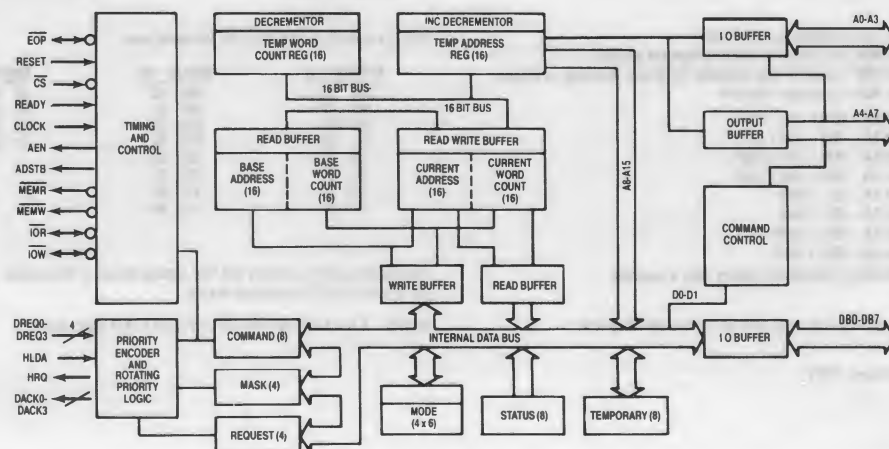 EOP
RESET
CS
READY
CLOCK
AEN
ADSTB
MEMR
MEMW
IOR
IOW
TIMING
AND
CONTROL
DECREMENTOR
TEMP WORD
COUNT REG (16)
INC DECREMENTOR
TEMP ADDRESS
REG (16)
16 BIT BUS-
16 BIT BUS
READ BUFFER
BASE
ADDRESS
(16)
BASE
WORD
COUNT
(16)
READ WRITE BUFFER
CURRENT
ADDRESS
(16)
CURRENT
WORD
COUNT
(16)
WRITE BUFFER
READ BUFFER
A8-A15
I O BUFFER
A0-A3
OUTPUT
BUFFER
A4-A7
COMMAND
CONTROL
D0-D1
DREQ0-
DREQ3
4
HLDA
HRQ
DACK0-
DACK3
PRIORITY
ENCODER
AND
ROTATING
PRIORITY
LOGIC
COMMAND (8)
MASK (4)
REQUEST (4)
INTERNAL DATA BUS
MODE
(4 x 6)
STATUS (8)
TEMPORARY (8)
I O BUFFER
DB0-DB7